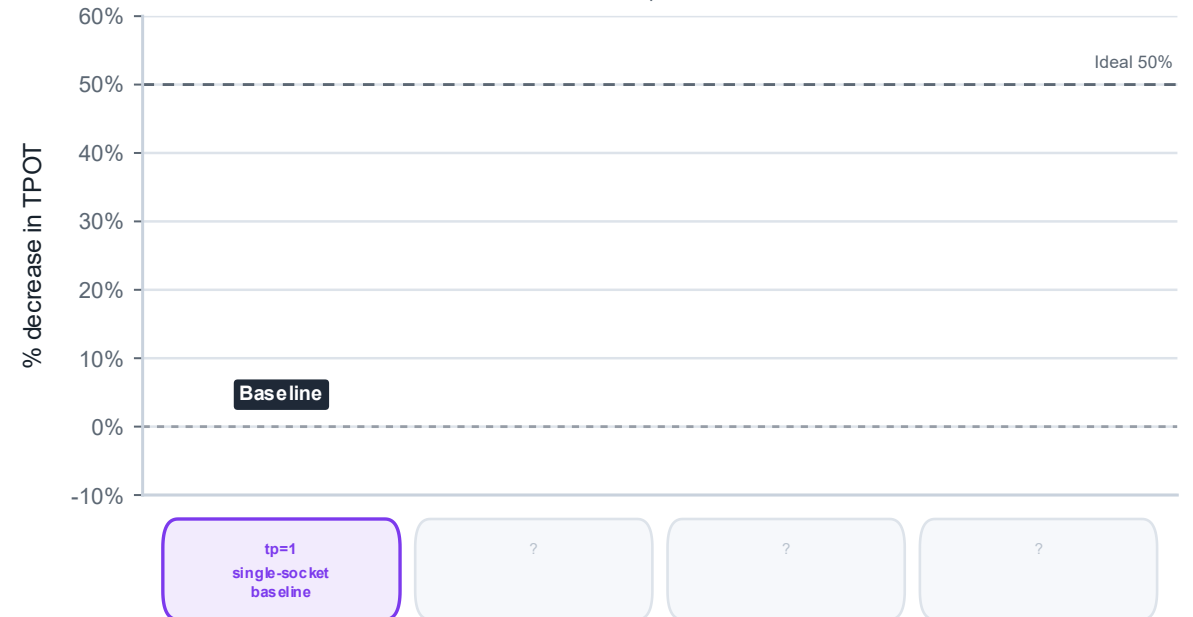 60%
Ideal 50%
50%
40%
30%
20%
10%
0%
-10%
% decrease in TPOT
Baseline
tp=1
single-socket
baseline
?
?
?